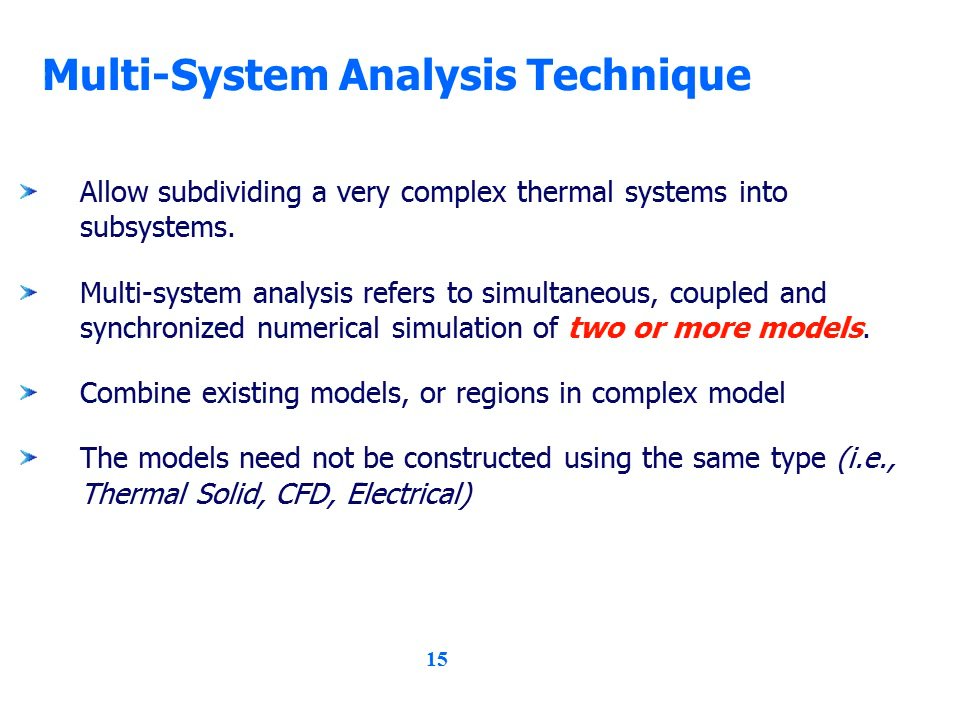 Multi-System Analysis Technique
Allow subdividing a very complex thermal systems into
subsystems.
Multi-system analysis refers to simultaneous, coupled and
synchronized numerical simulation of two or more models.
Combine existing models, or regions in complex model
The models need not be constructed using the same type (i.e.,
Thermal Solid, CFD, Electrical)
15